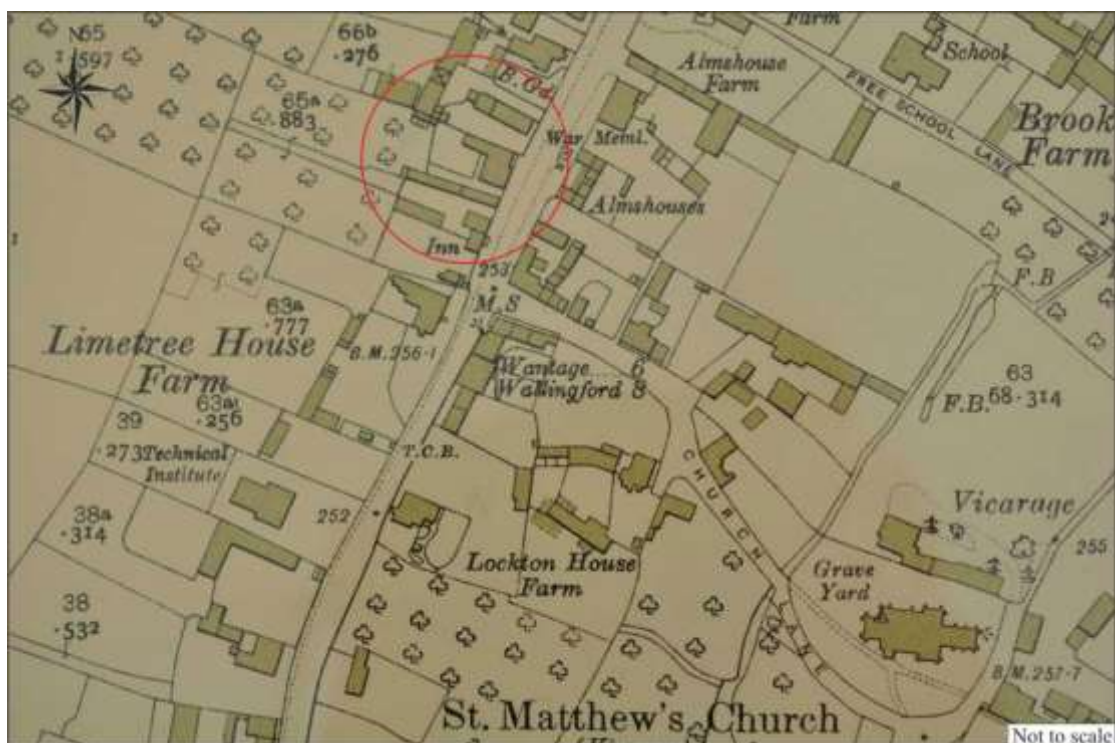 N65
1.597
66b
.276
65a
.883
B.Gd.
Farm
Almshouse
Farm
School
FREE SCHOOL LANE
Brook
Farm
War Meml.
Almshouses
Inn
253
M.S
F.B
63a
.777
Limetree House
Farm
B.M.256-1
Wantage 6
Wallingford 8
63
68.314
F.B.
63a1
.256
39
.273
Technical
Institute
T.C.B.
252
38a
.314
CHURCH LANE
Vicarage
255
Lockton House
Farm
Grave
Yard
38
.532
B.M.257-7
St. Matthew's Church
Not to scale